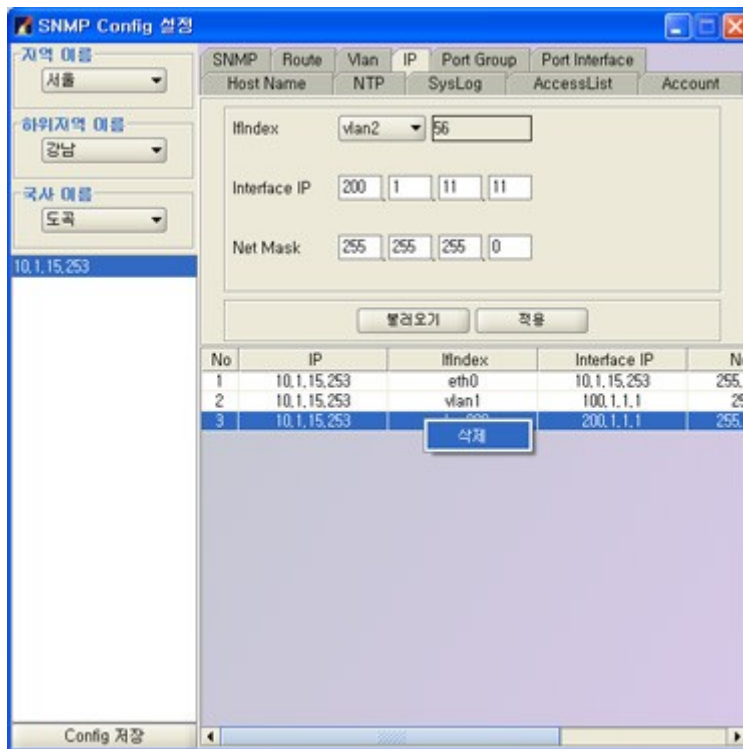 SNMP Config 설정
지역 이름
서울
하위지역 이름
강남
국사 이름
도곡
10.1.15.253
Config 저장
SNMP Route Vlan IP Port Group Port Interface
Host Name NTP SysLog AccessList Account
IfIndex vlan2 56
Interface IP 200 1 11 11
Net Mask 255 255 255 0
불러오기 적용
No IP IfIndex Interface IP
1 10.1.15.253 eth0 10.1.15.253 255.
2 10.1.15.253 vlan1 100.1.1.1
3 10.1.15.253 200.1.1.1 255.
삭제